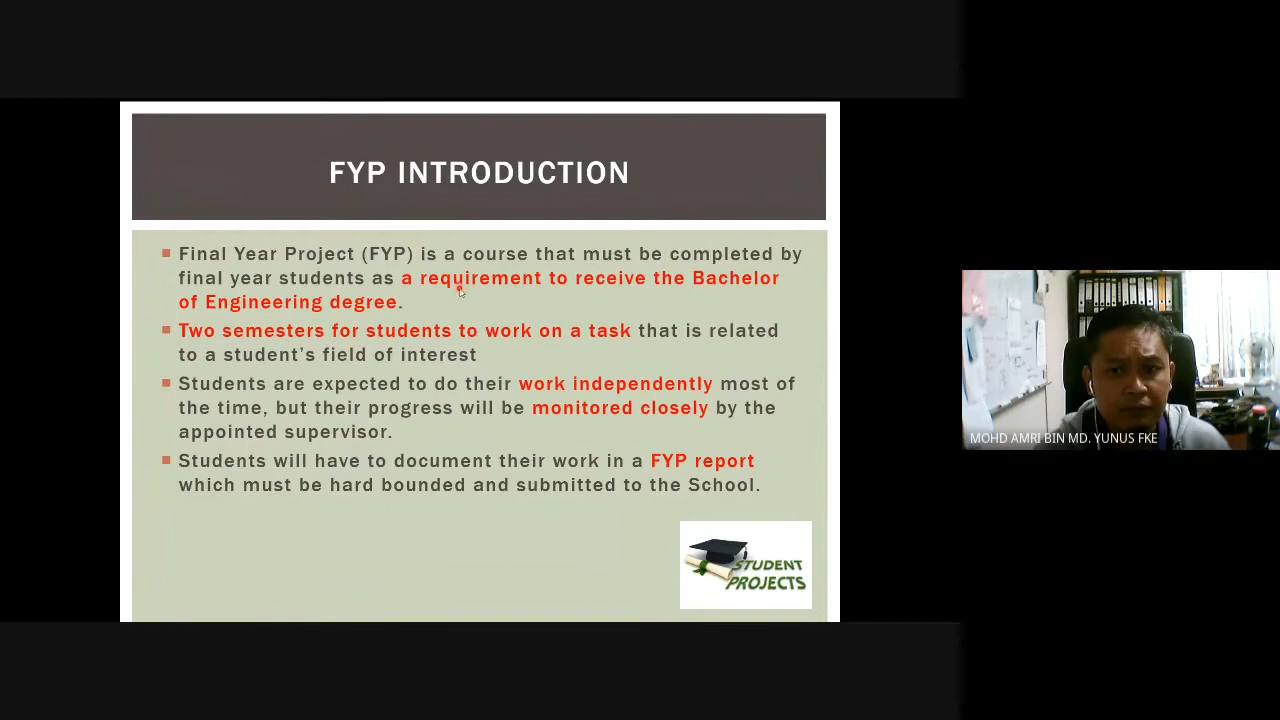 FYP INTRODUCTION
Final Year Project (FYP) is a course that must be completed by
final year students as a requirement to receive the Bachelor
of Engineering degree.
Two semesters for students to work on a task that is related
to a student’s field of interest
Students are expected to do their work independently most of
the time, but their progress will be monitored closely by the
appointed supervisor.
Students will have to document their work in a FYP report
which must be hard bounded and submitted to the School.
STUDENT
PROJECTS
MOHD AMRI BIN MD. YUNUS FKE